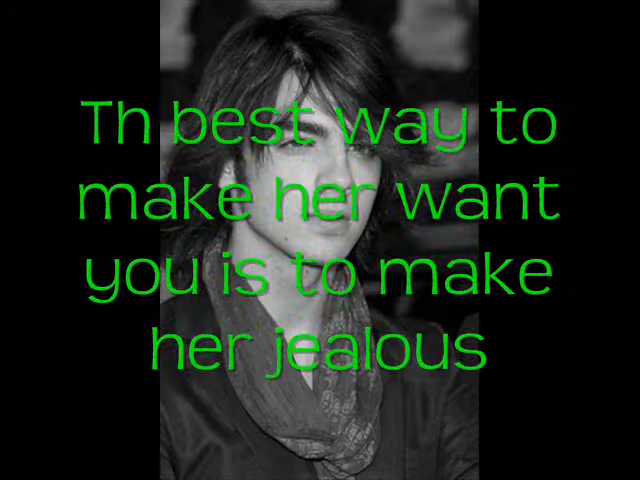 Th best way to
make her want
you is to make
her jealous